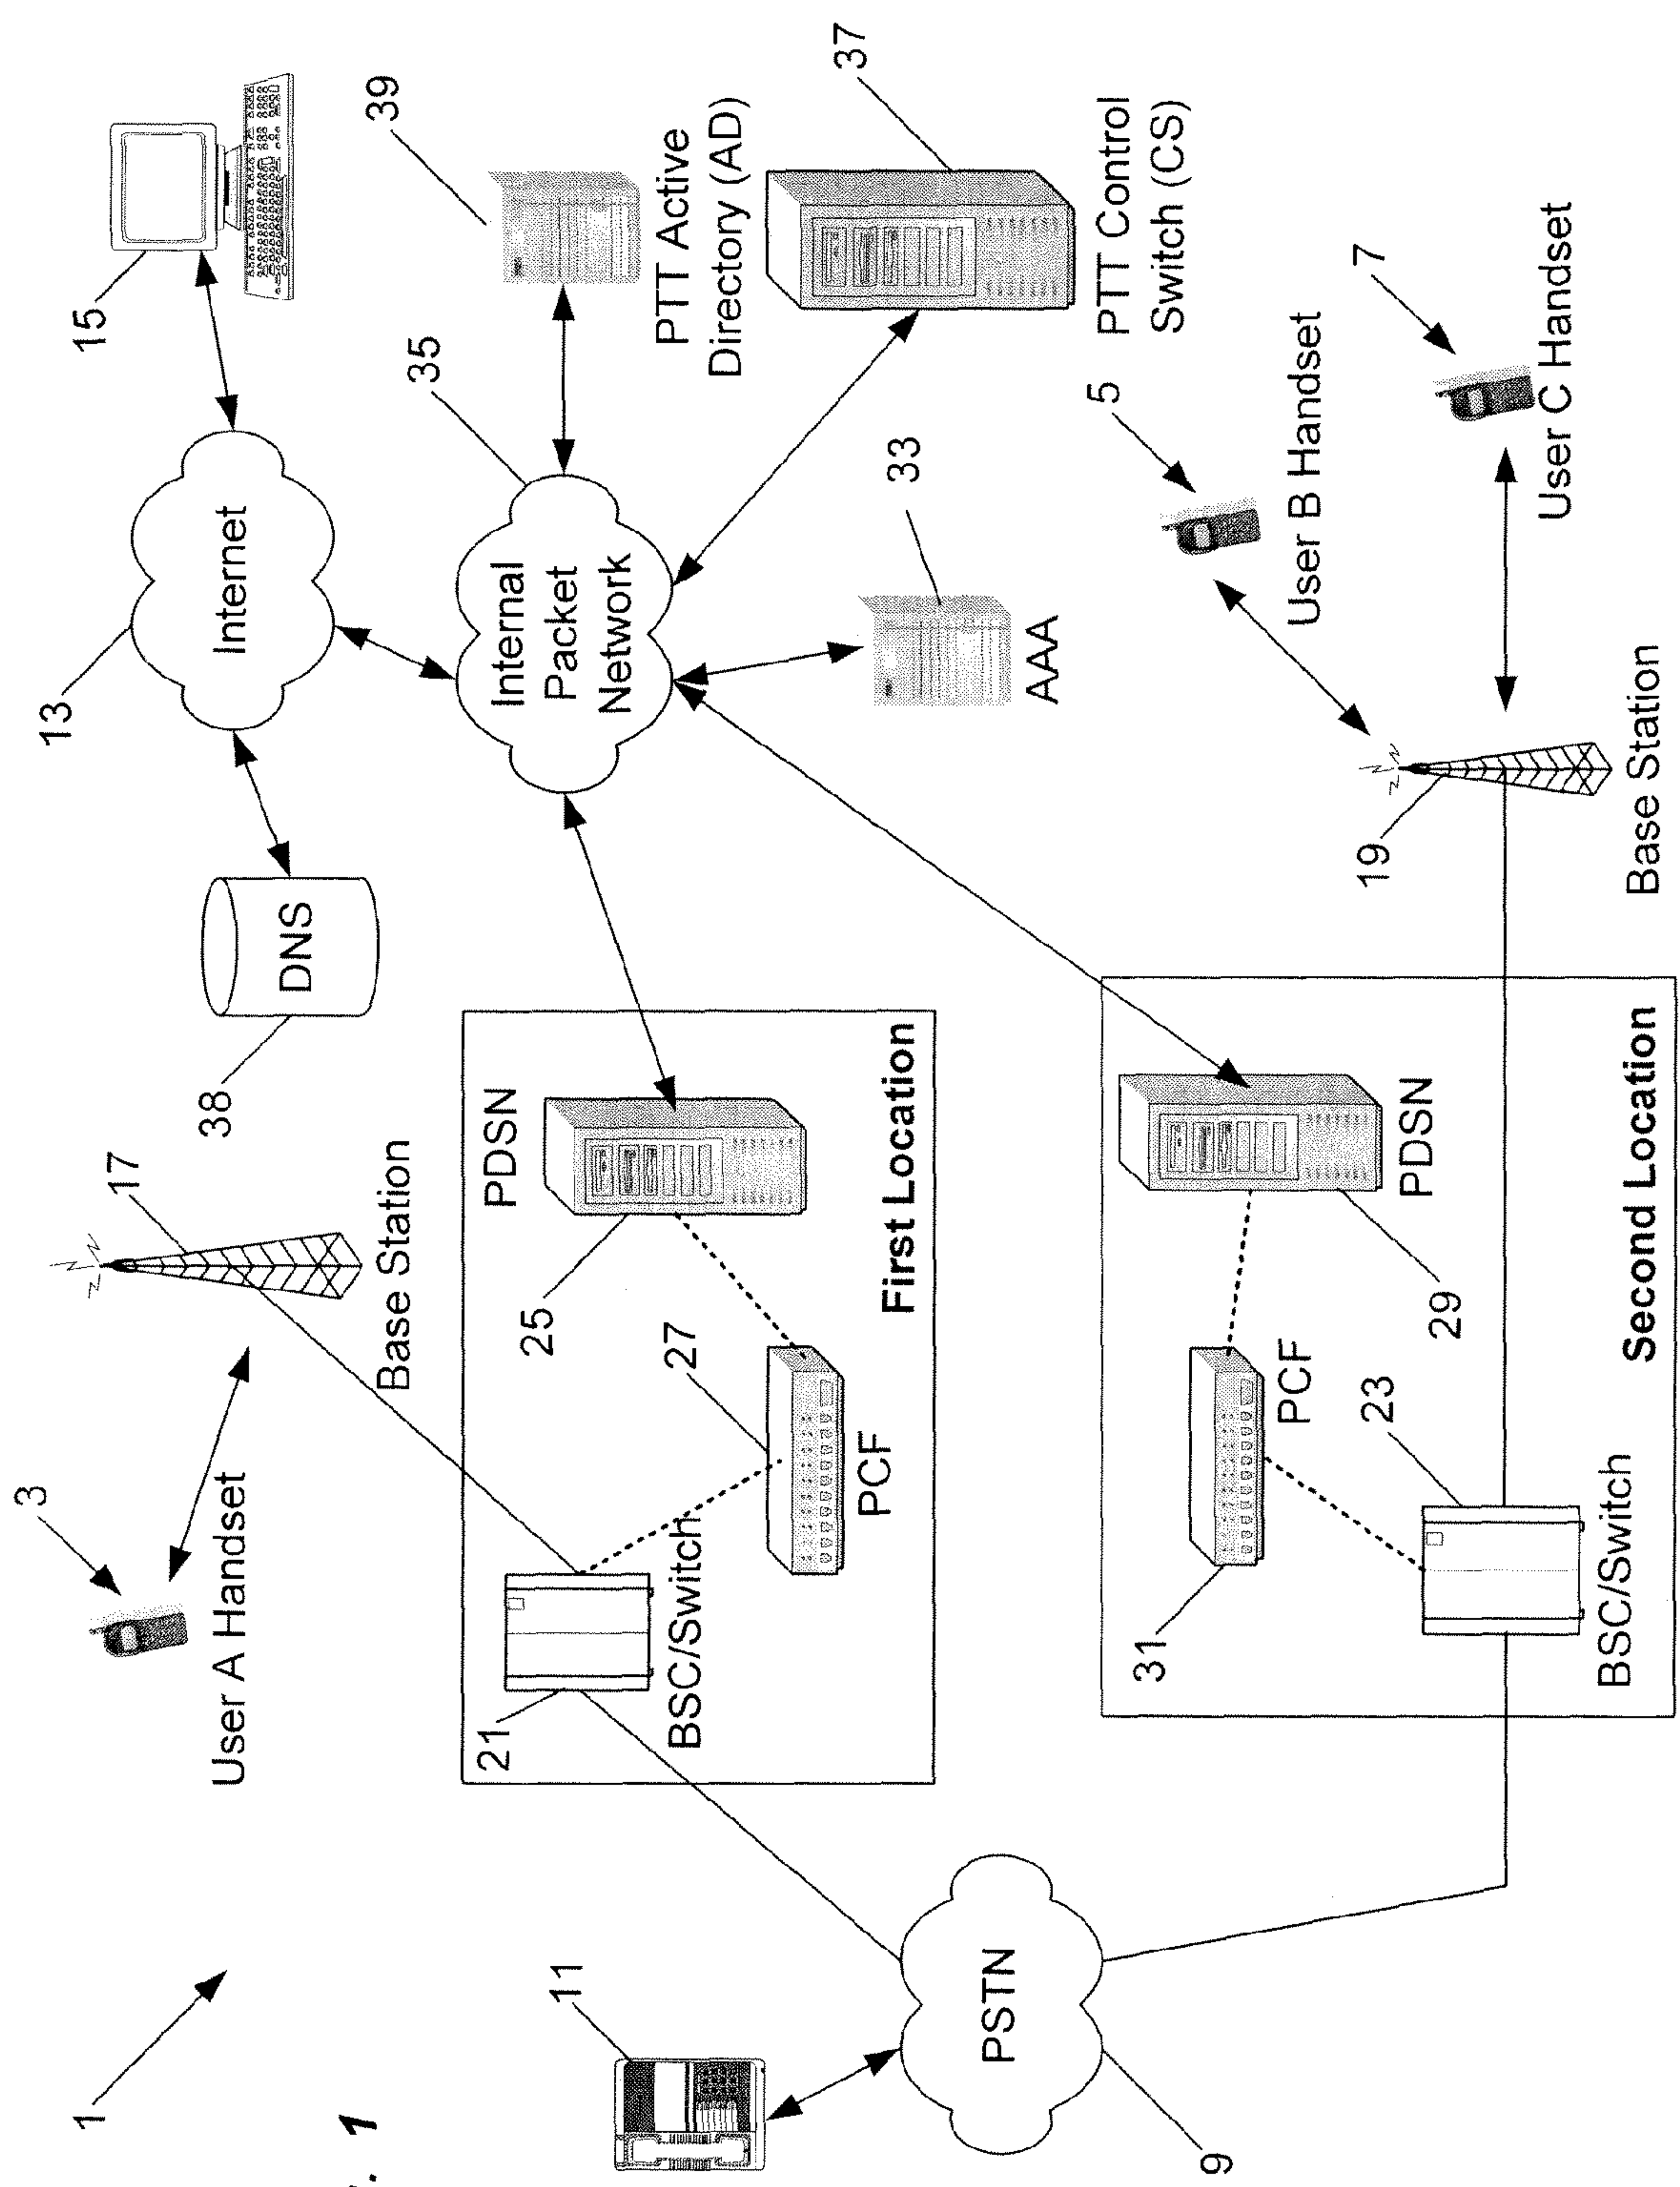 1
3
User A Handset
17
Base Station
38
DNS
13
Internet
15
39
PTT Active
Directory (AD)
35
Internal
Packet
Network
37
PTT Control
Switch (CS)
33
AAA
21
BSC/Switch
27
PCF
25
PDSN
First Location
11
PSTN
9
31
PCF
23
BSC/Switch
29
PDSN
Second Location
19
Base Station
5
User B Handset
7
User C Handset
. 1